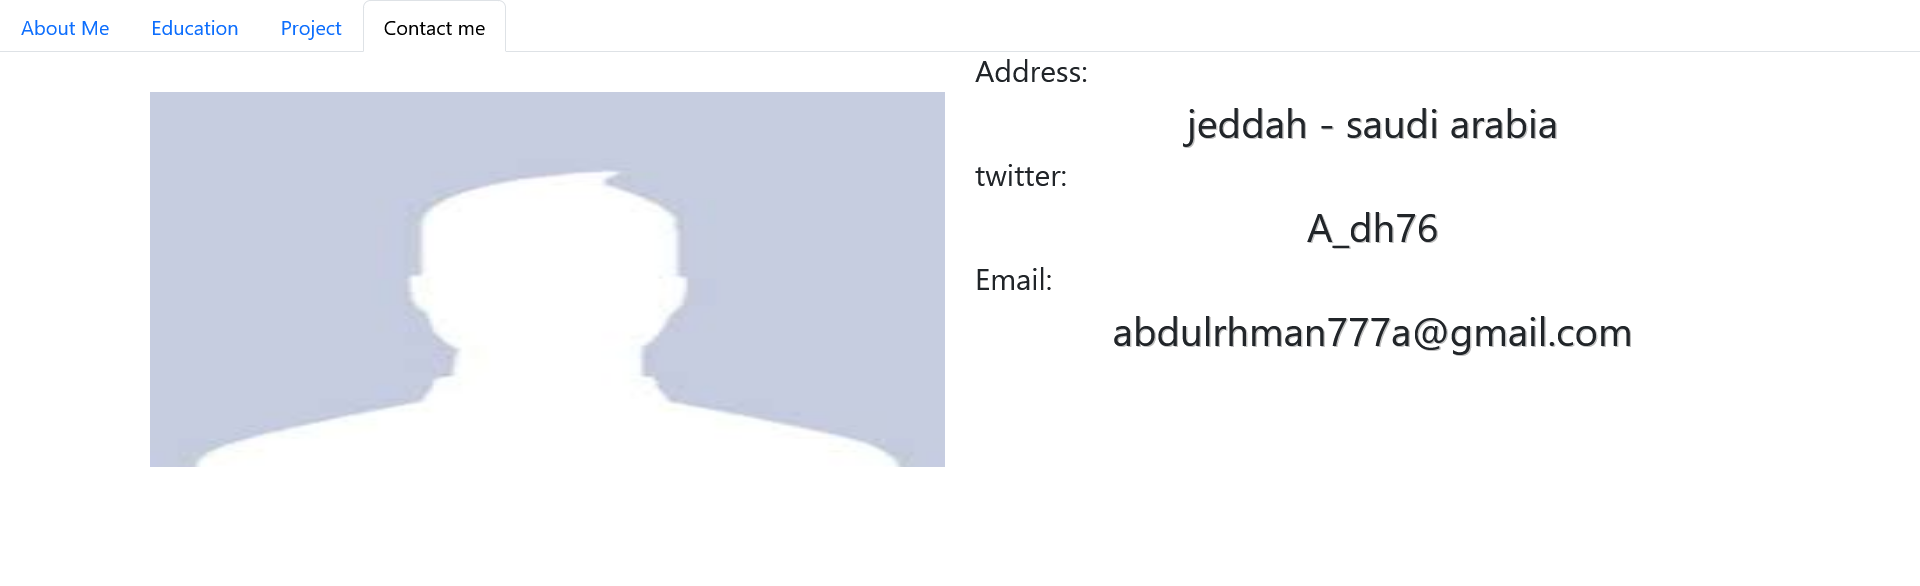 About Me Education Project Contact me
Address:
jeddah - saudi arabia
twitter:
A_dh76
Email:
abdulrhman777a@gmail.com